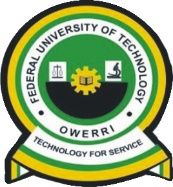 FEDERAL UNIVERSITY OF TECHNOLOGY
OWERRI
TECHNOLOGY FOR SERVICE